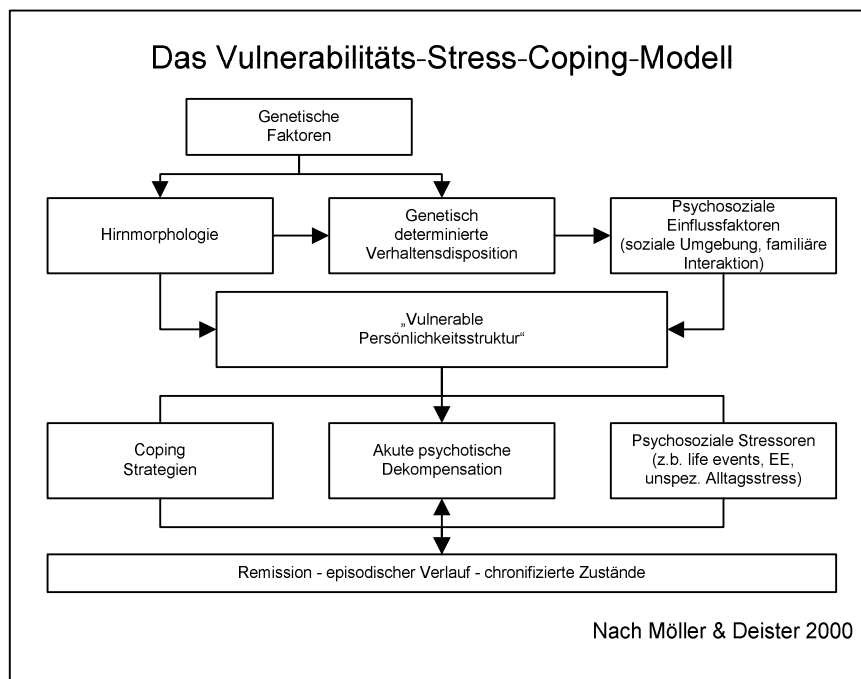 Das Vulnerabilitäts-Stress-Coping-Modell
Genetische
Faktoren
Hirnmorphologie
Genetisch
determinierte
Verhaltensdisposition
Psychosoziale
Einflussfaktoren
(soziale Umgebung, familiäre
Interaktion)
„Vulnerable
Persönlichkeitsstruktur“
Coping
Strategien
Akute psychotische
Dekompensation
Psychosoziale Stressoren
(z.b. life events, EE,
unspez. Alltagsstress)
Remission - episodischer Verlauf - chronifizierte Zustände
Nach Möller & Deister 2000